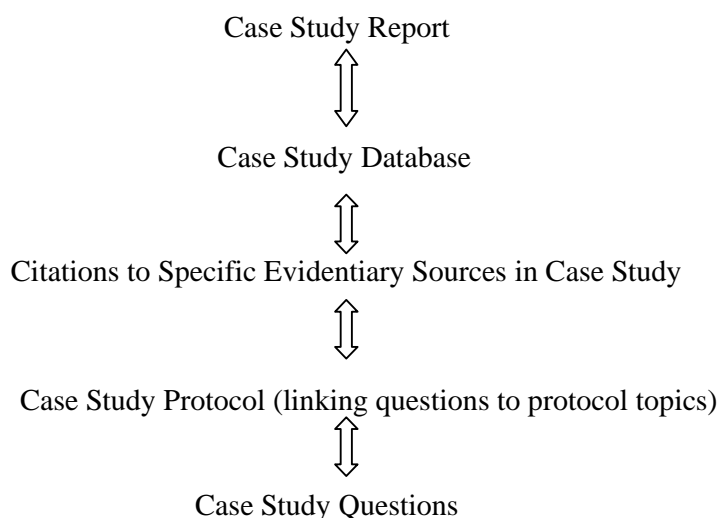 Case Study Report
Case Study Database
Citations to Specific Evidentiary Sources in Case Study
Case Study Protocol (linking questions to protocol topics)
Case Study Questions